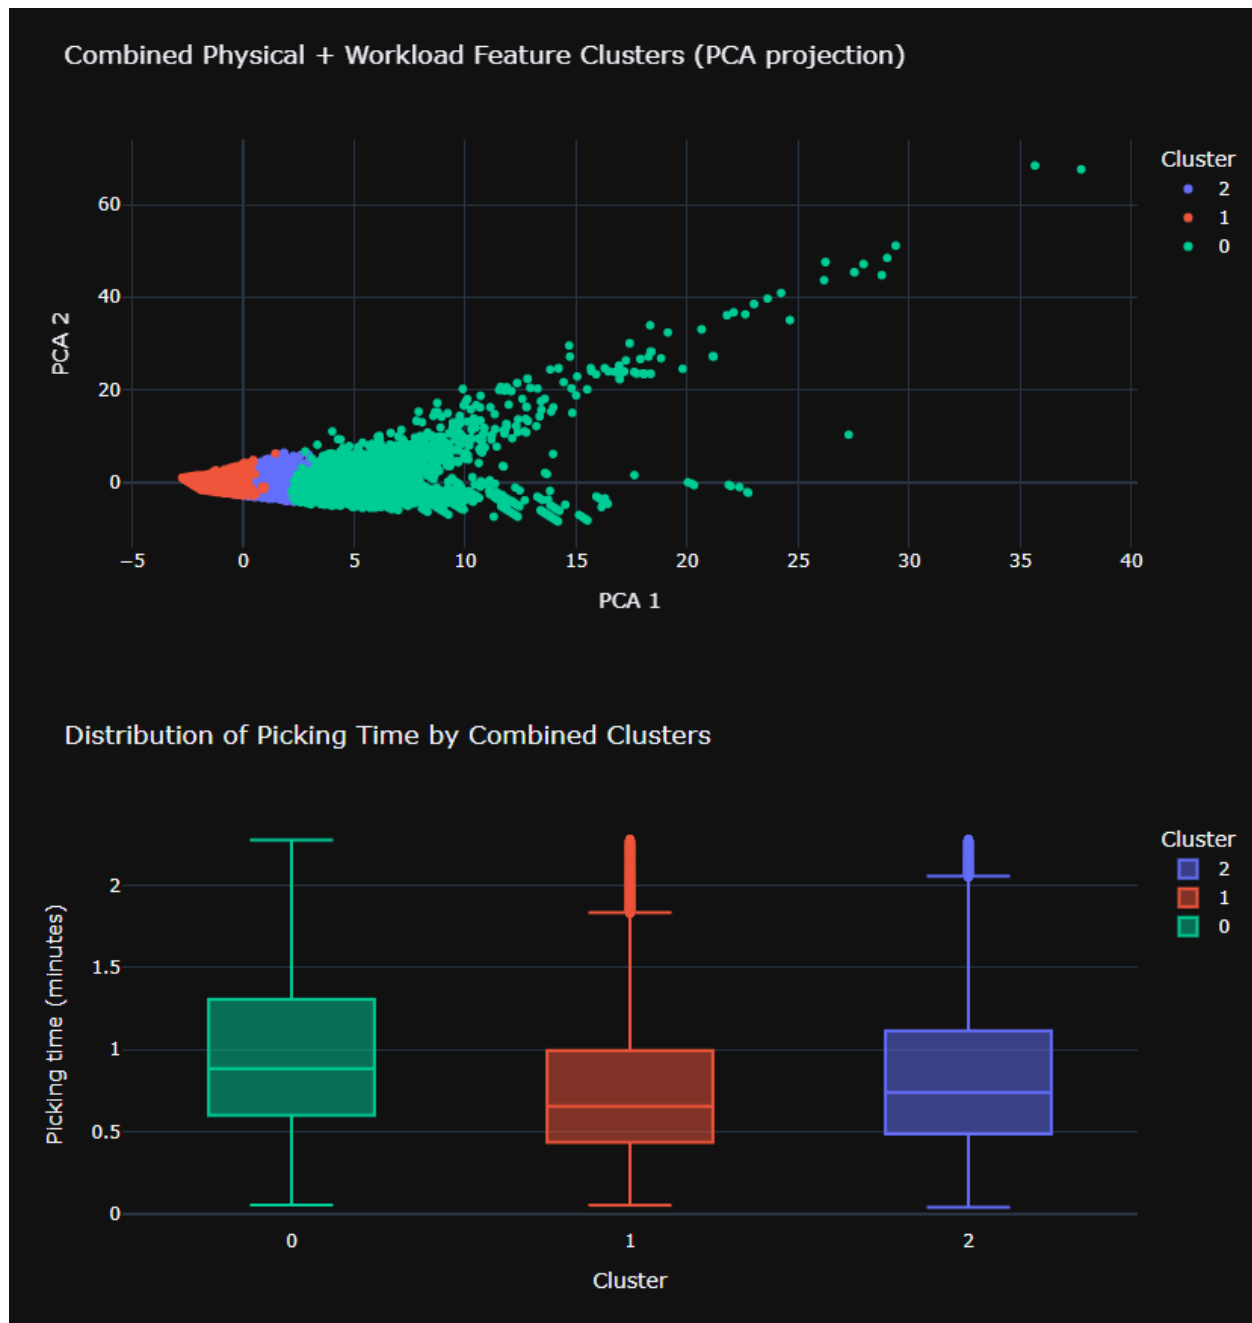 Combined Physical + Workload Feature Clusters (PCA projection)
Cluster
2
1
0
60
40
20
0
PCA 2
−5 0 5 10 15 20 25 30 35 40
PCA 1
Distribution of Picking Time by Combined Clusters
Cluster
2
1
0
2
1.5
1
0.5
0
Picking time (minutes)
0 1 2
Cluster